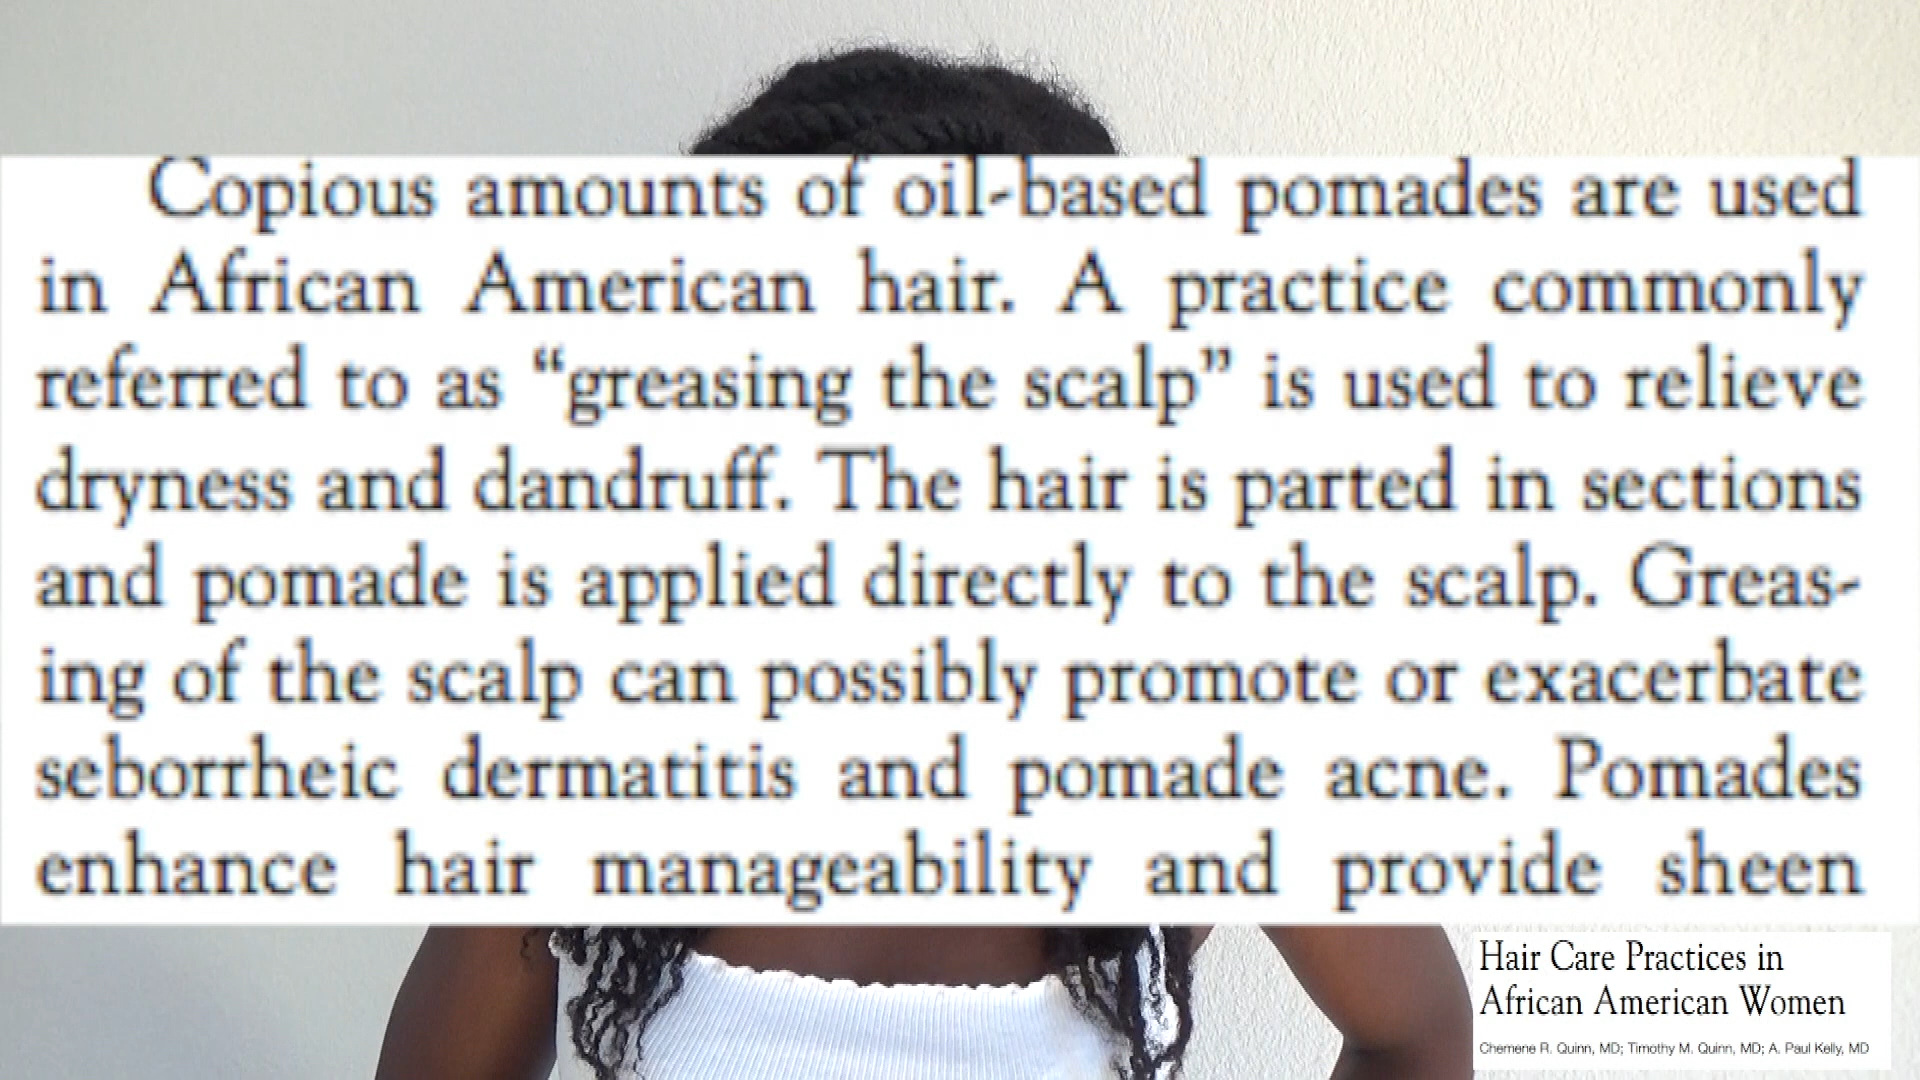 Copious amounts of oil-based pomades are used
in African American hair. A practice commonly
referred to as “greasing the scalp” is used to relieve
dryness and dandruff. The hair is parted in sections
and pomade is applied directly to the scalp. Greas-
ing of the scalp can possibly promote or exacerbate
seborrheic dermatitis and pomade acne. Pomades
enhance hair manageability and provide sheen
Hair Care Practices in
African American Women
Chemene R. Quinn, MD; Timothy M. Quinn, MD; A. Paul Kelly, MD